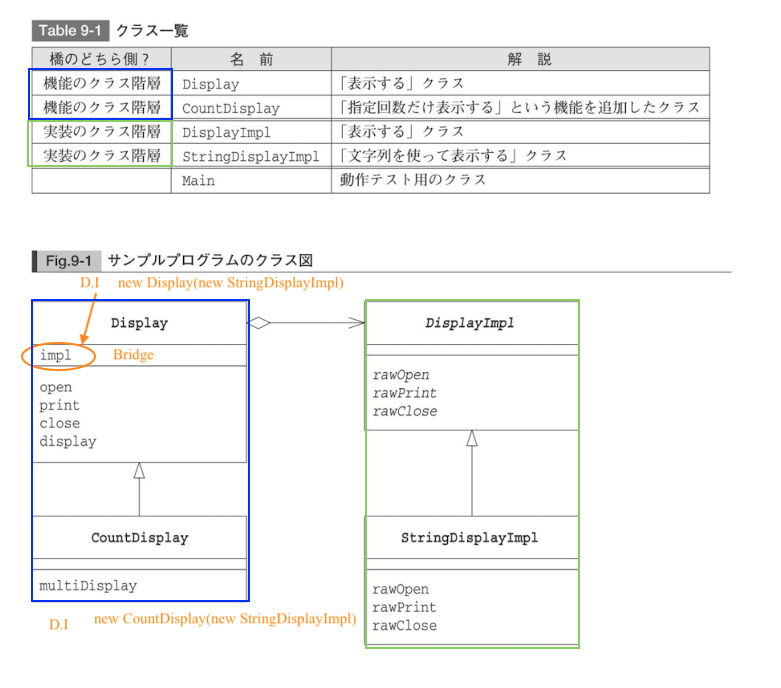 Table 9-1 クラス一覧
橋のどちら側？ 名　前 解　説
機能のクラス階層 Display 「表示する」クラス
機能のクラス階層 CountDisplay 「指定回数だけ表示する」という機能を追加したクラス
実装のクラス階層 DisplayImpl 「表示する」クラス
実装のクラス階層 StringDisplayImpl 「文字列を使って表示する」クラス
Main 動作テスト用のクラス
Fig.9-1 サンプルプログラムのクラス図
D.I new Display(new StringDisplayImpl)
Display
impl Bridge
open
print
close
display
CountDisplay
multiDisplay
D.I new CountDisplay(new StringDisplayImpl)
DisplayImpl
rawOpen
rawPrint
rawClose
StringDisplayImpl
rawOpen
rawPrint
rawClose